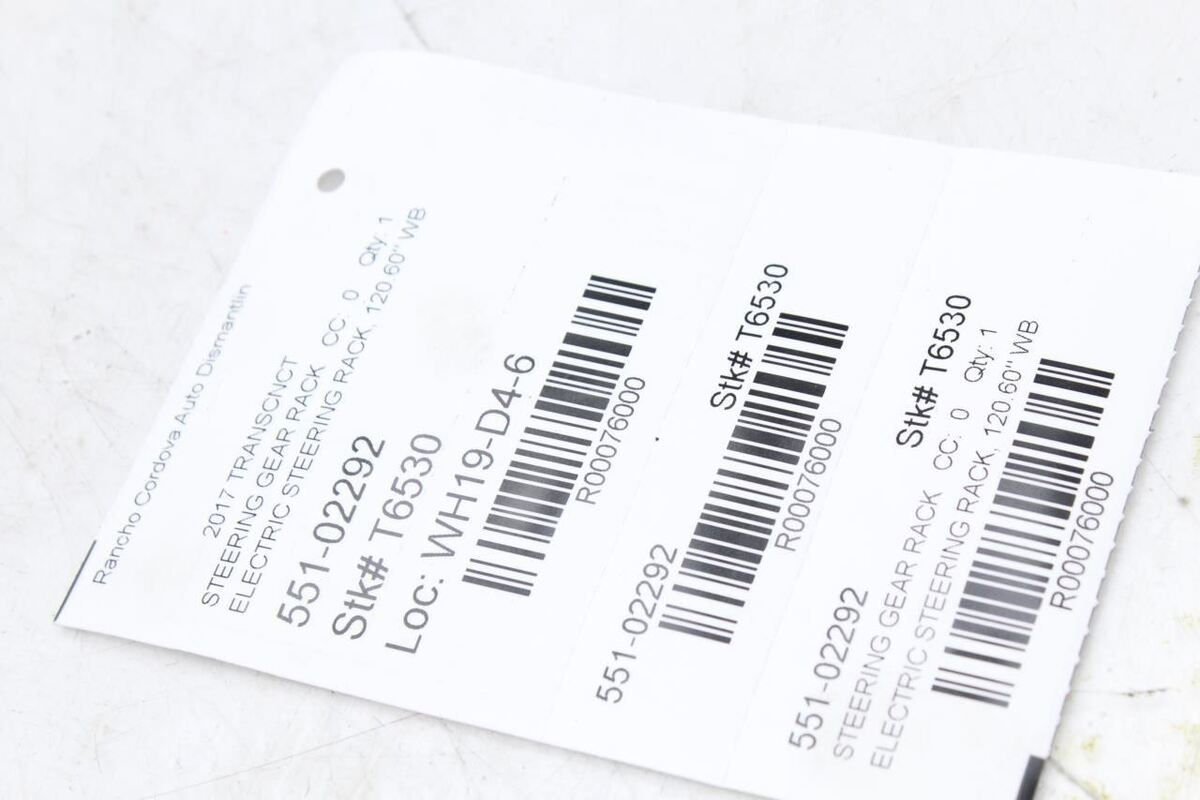 Rancho Cordova Auto Dismantlin
2017 TRANSCNCT
STEERING GEAR RACK CC: 0 Qty: 1
ELECTRIC STEERING RACK, 120.60" WB
551-02292
Stk# T6530
Loc: WH19-D4-6
R00076000
551-02292 Stk# T6530
R00076000
551-02292 Stk# T6530
STEERING GEAR RACK CC: 0 Qty: 1
ELECTRIC STEERING RACK, 120.60" WB
R00076000